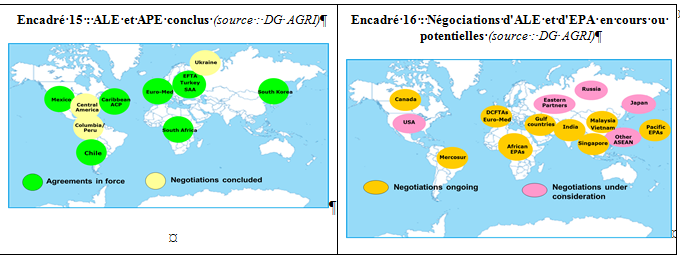 Encadré 15 : ALE et APE conclus (source : DG AGRI)¶
Ukraine
EFTA
Turkey
SAA
Euro-Med
South Korea
Mexico
Central
America
Caribbean
ACP
Columbia/
Peru
South Africa
Chile
Agreements in force
Negotiations concluded
¶
¤
Encadré 16 : Négociations d'ALE et d'EPA en cours ou
potentielles (source : DG AGRI)¶
Russia
Canada
Eastern
Partners
Japan
USA
DCFTAs
Euro-Med
Gulf
countries
India
Malaysia
Vietnam
Pacific
EPAs
Other
ASEAN
Singapore
African
EPAs
Mercosur
Negotiations ongoing
Negotiations under
consideration
¤